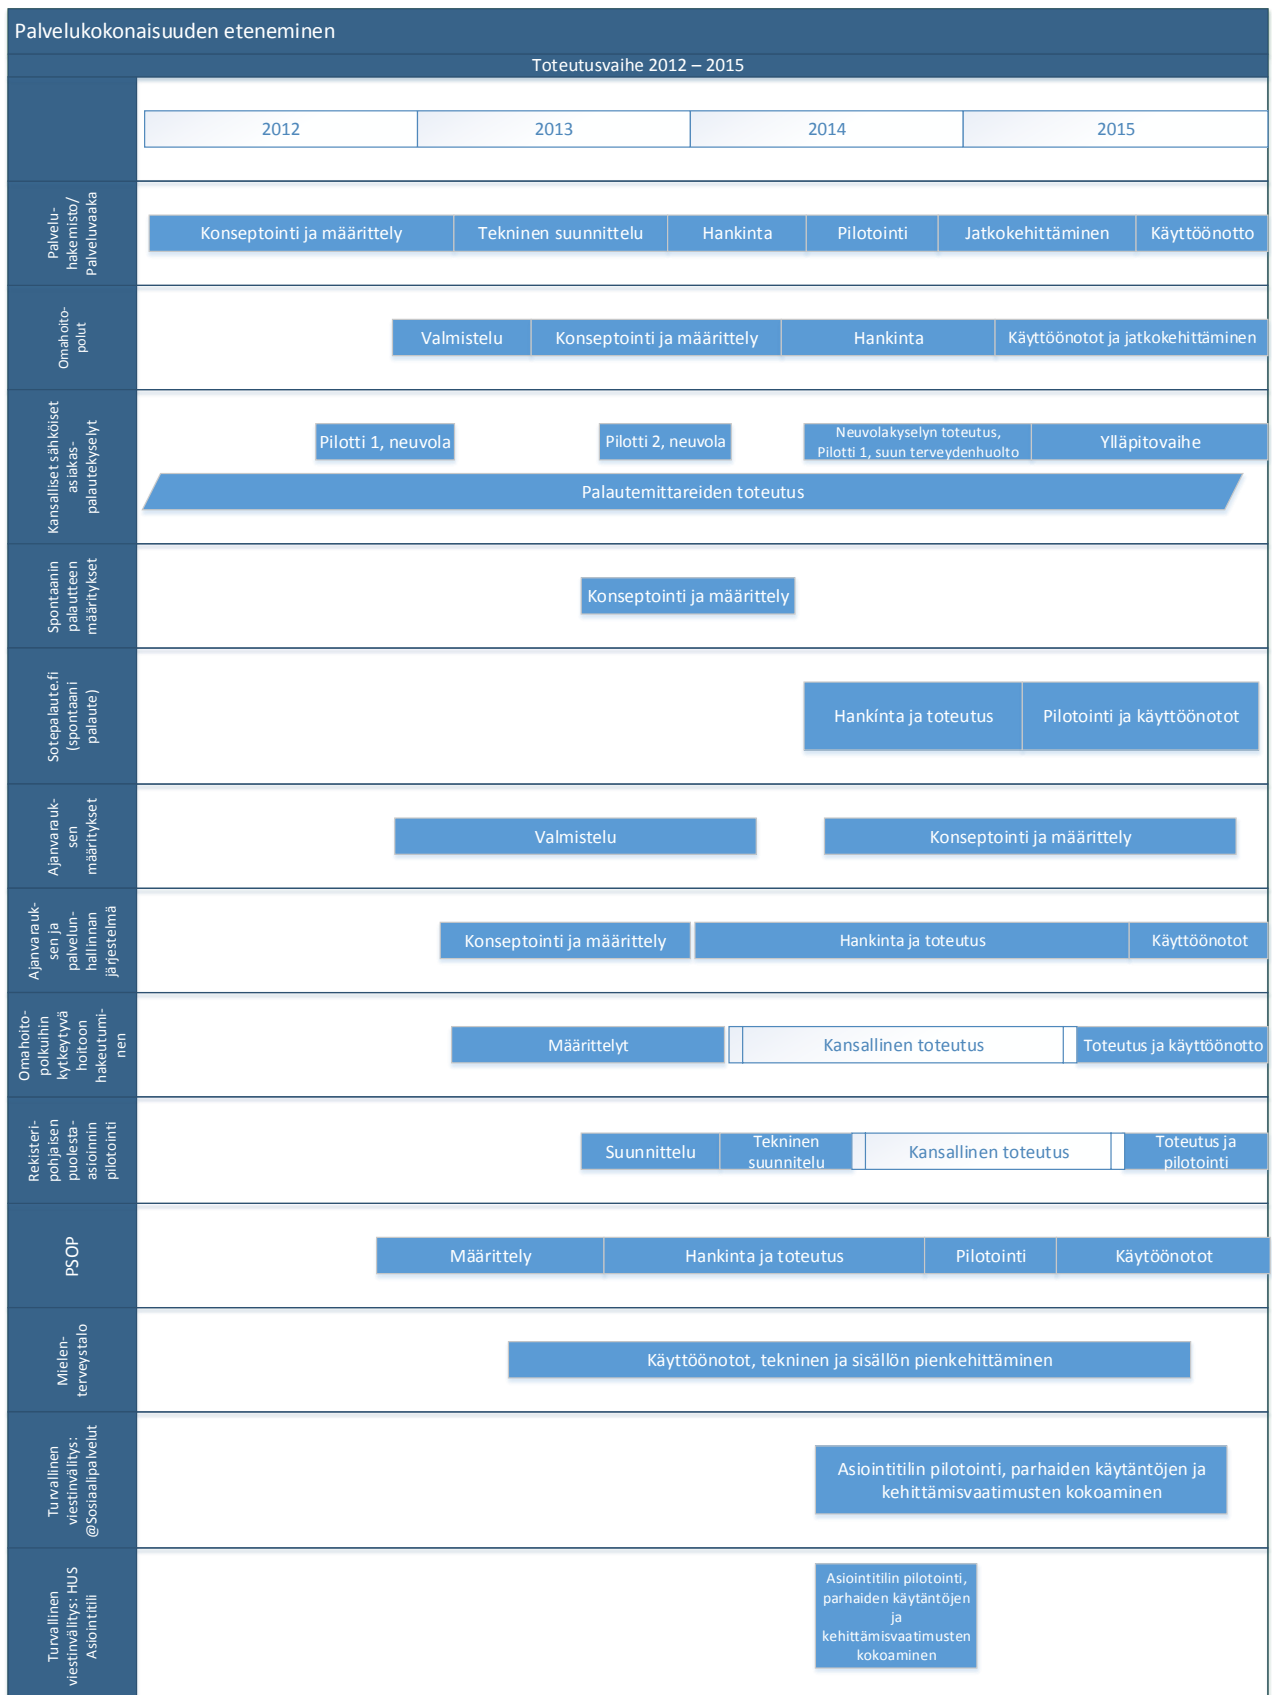 Palvelukokonaisuuden eteneminen
Toteutusvaihe 2012 – 2015
2012
2013
2014
2015
Palvelu-
hakemisto/
Palveluvaaka
Konseptointi ja määrittely
Tekninen suunnittelu
Hankinta
Pilotointi
Jatkokehittäminen
Käyttöönotto
Omahoito-
polut
Valmistelu
Konseptointi ja määrittely
Hankinta
Käyttöönotot ja jatkokehittäminen
Kansalliset sähköiset
asiakas-
palautekyselyt
Pilotti 1, neuvola
Pilotti 2, neuvola
Neuvolakyselyn toteutus,
Pilotti 1, suun terveydenhuolto
Ylläpitovaihe
Palautemittareiden toteutus
Spontaanin
palautteen
määritykset
Konseptointi ja määrittely
Sotepalaute.fi
(spontaani
palaute)
Hankínta ja toteutus
Pilotointi ja käyttöönotot
Ajanvarauk-
sen
määritykset
Valmistelu
Konseptointi ja määrittely
Ajanvarauk-
sen ja
palvelun-
hallinnan
järjestelmä
Konseptointi ja määrittely
Hankinta ja toteutus
Käyttöönotot
Omahoito-
polkuihin
kytkeytyvä
hoitoon
hakeutumi-
nen
Määrittelyt
Kansallinen toteutus
Toteutus ja käyttöönotto
Rekisteri-
pohjaisen
puolesta-
asioinnin
pilotointi
Suunnittelu
Tekninen
suunnitelu
Kansallinen toteutus
Toteutus ja
pilotointi
PSOP
Määrittely
Hankinta ja toteutus
Pilotointi
Käytöönotot
Mielen-
terveystalo
Käyttöönotot, tekninen ja sisällön pienkehittäminen
Turvallinen
viestinvälitys:
@Sosiaalipalvelut
Asiointitilin pilotointi, parhaiden käytäntöjen ja
kehittämisvaatimusten kokoaminen
Turvallinen
viestinvälitys: HUS
Asiointitili
Asiointitilin pilotointi,
parhaiden käytäntöjen
ja
kehittämisvaatimusten
kokoaminen